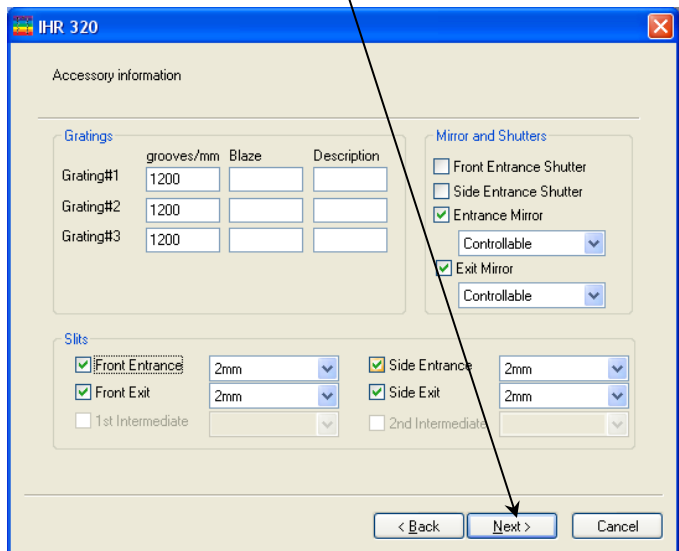 IHR 320
Accessory information
Gratings
grooves/mm Blaze Description
Grating#1 1200
Grating#2 1200
Grating#3 1200
Mirror and Shutters
Front Entrance Shutter
Side Entrance Shutter
Entrance Mirror
Controllable
Exit Mirror
Controllable
Slits
Front Entrance 2mm Side Entrance 2mm
Front Exit 2mm Side Exit 2mm
1st Intermediate 2nd Intermediate
< Back Next > Cancel